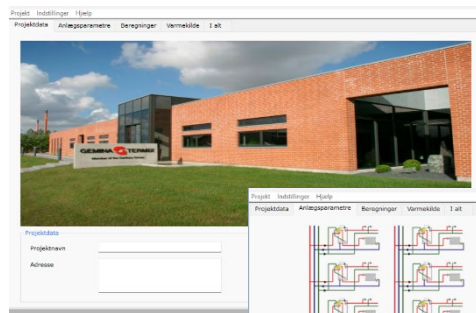 Projekt Indstillinger Hjælp
Projektdata Anlægsparametre Beregninger Varmekilde I alt
GEMINA TERMIX
Projektdata
Projektnavn
Adresse
Projekt Indstillinger Hjælp
Projektdata Anlægsparametre Beregninger Varmekilde I alt